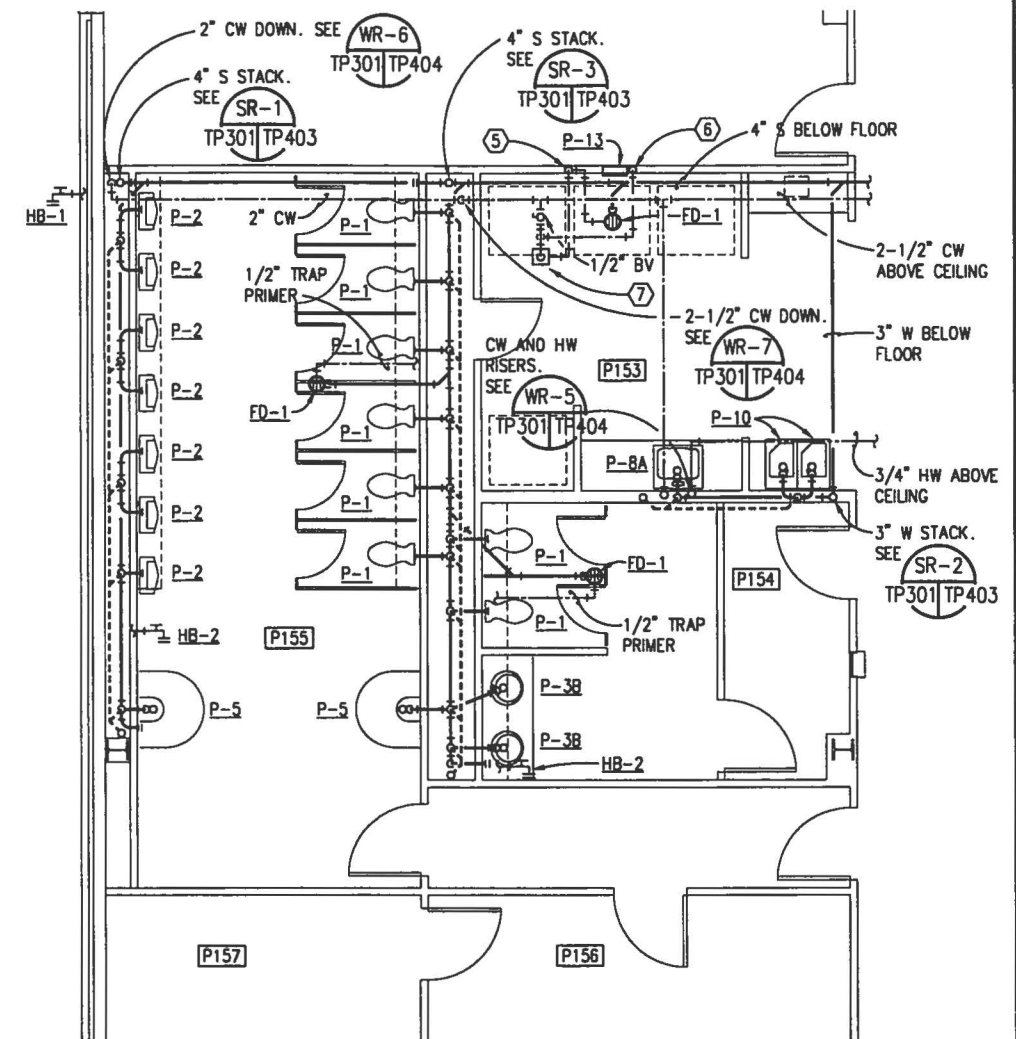 2" CW DOWN. SEE
WR-6
TP301 TP404
4" S STACK.
SEE
SR-1
TP301 TP403
4" S STACK.
SEE
SR-3
TP301 TP403
5
P-13
6
4" S BELOW FLOOR
HB-1
P-2
2" CW
P-1
FD-1
2-1/2" CW
ABOVE CEILING
P-2
1/2" TRAP
PRIMER
P-1
1/2" BV
7
2-1/2" CW DOWN.
SEE
WR-7
TP301 TP404
3" W BELOW
FLOOR
P-2
P-1
CW AND HW
RISERS.
SEE
WR-5
TP301 TP404
P153
P-2
FD-1
P-1
P-10
P-2
P-1
P-8A
3/4" HW ABOVE
CEILING
P-2
P-1
3" W STACK.
SEE
SR-2
TP301 TP403
P-2
P-1
P-1
FD-1
P154
P-1
1/2" TRAP
PRIMER
HB-2
P155
P-5
P-5
P-3B
P-3B
HB-2
P157
P156